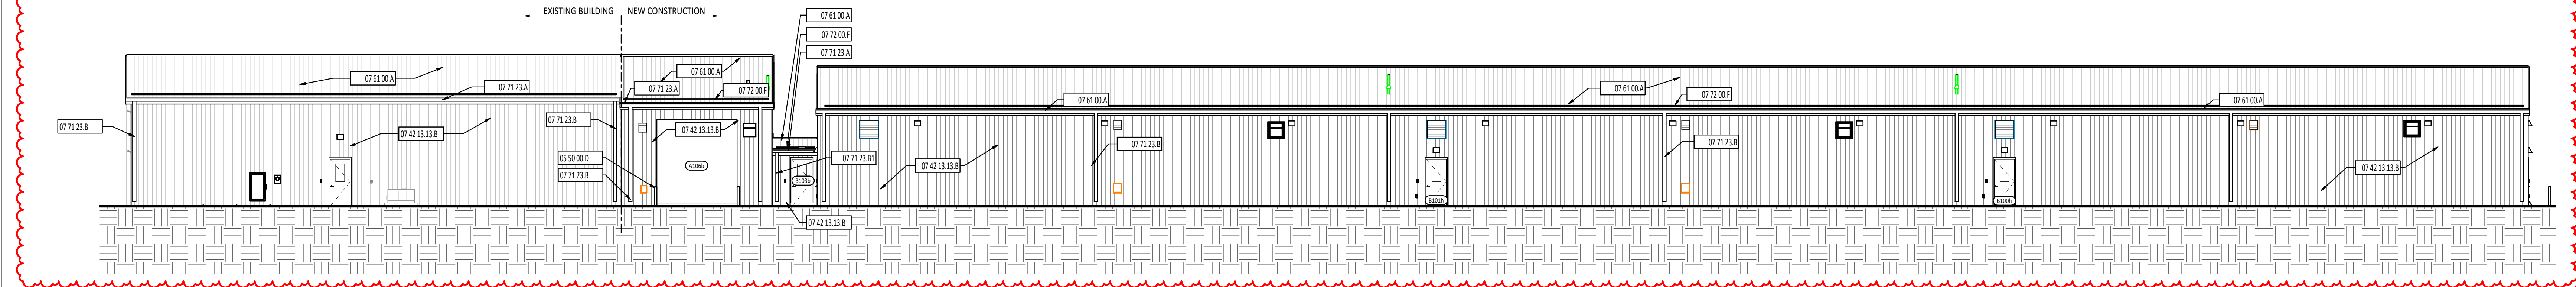 EXISTING BUILDING
NEW CONSTRUCTION
07 61 00.A
07 72 00.F
07 71 23.A
07 61 00.A
07 61 00.A
07 71 23.A
07 71 23.A
07 72 00.F
07 61 00.A
07 61 00.A
07 72 00.F
07 61 00.A
07 71 23.B
07 42 13.13.B
07 71 23.B
07 42 13.13.B
05 50 00.D
07 71 23.B
A106b
B103b
07 71 23.B1
07 42 13.13.B
07 42 13.13.B
07 71 23.B
B101h
07 71 23.B
B100h
07 42 13.13.B